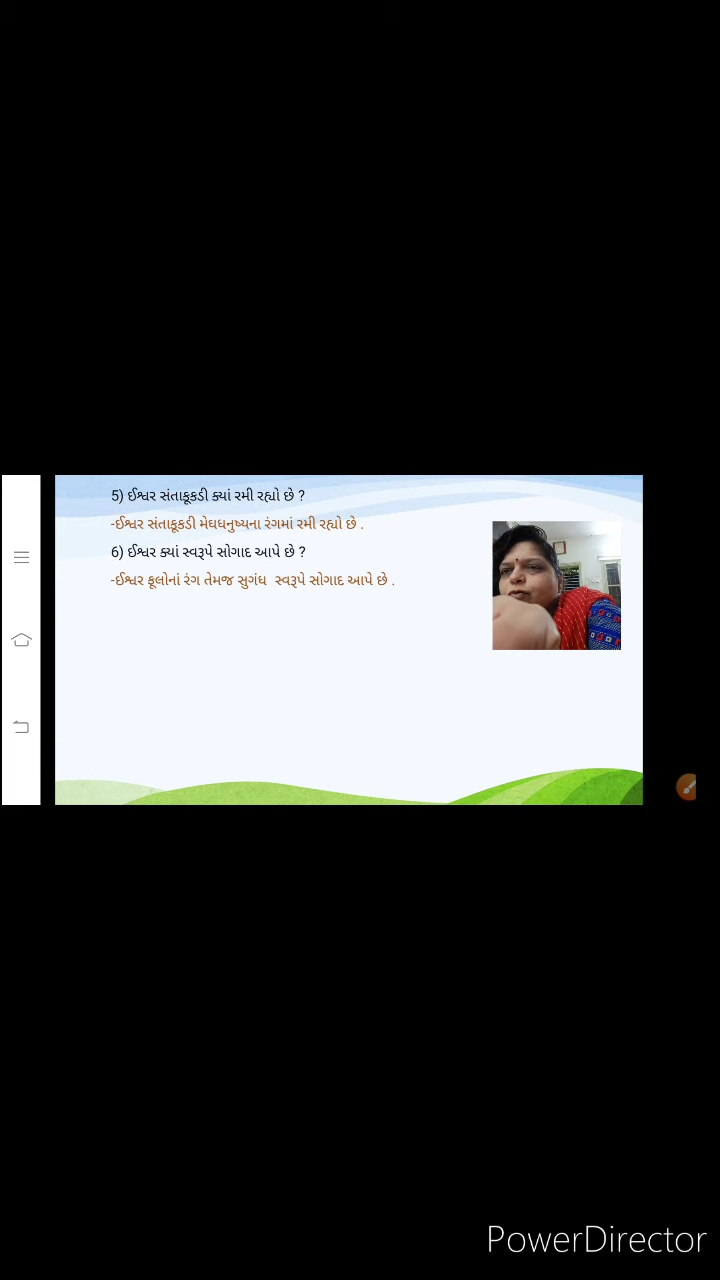 5) ઈશ્વર સંતાકૂકડી ક્યાં રમી રહ્યો છે ?
-ઈશ્વર સંતાકૂકડી મેઘધનુષ્યના રંગમાં રમી રહ્યો છે .
6) ઈશ્વર ક્યાં સ્વરૂપે સોગાદ આપે છે ?
-ઈશ્વર ફૂલોનાં રંગ તેમજ સુગંધ સ્વરૂપે સોગાદ આપે છે .
PowerDirector